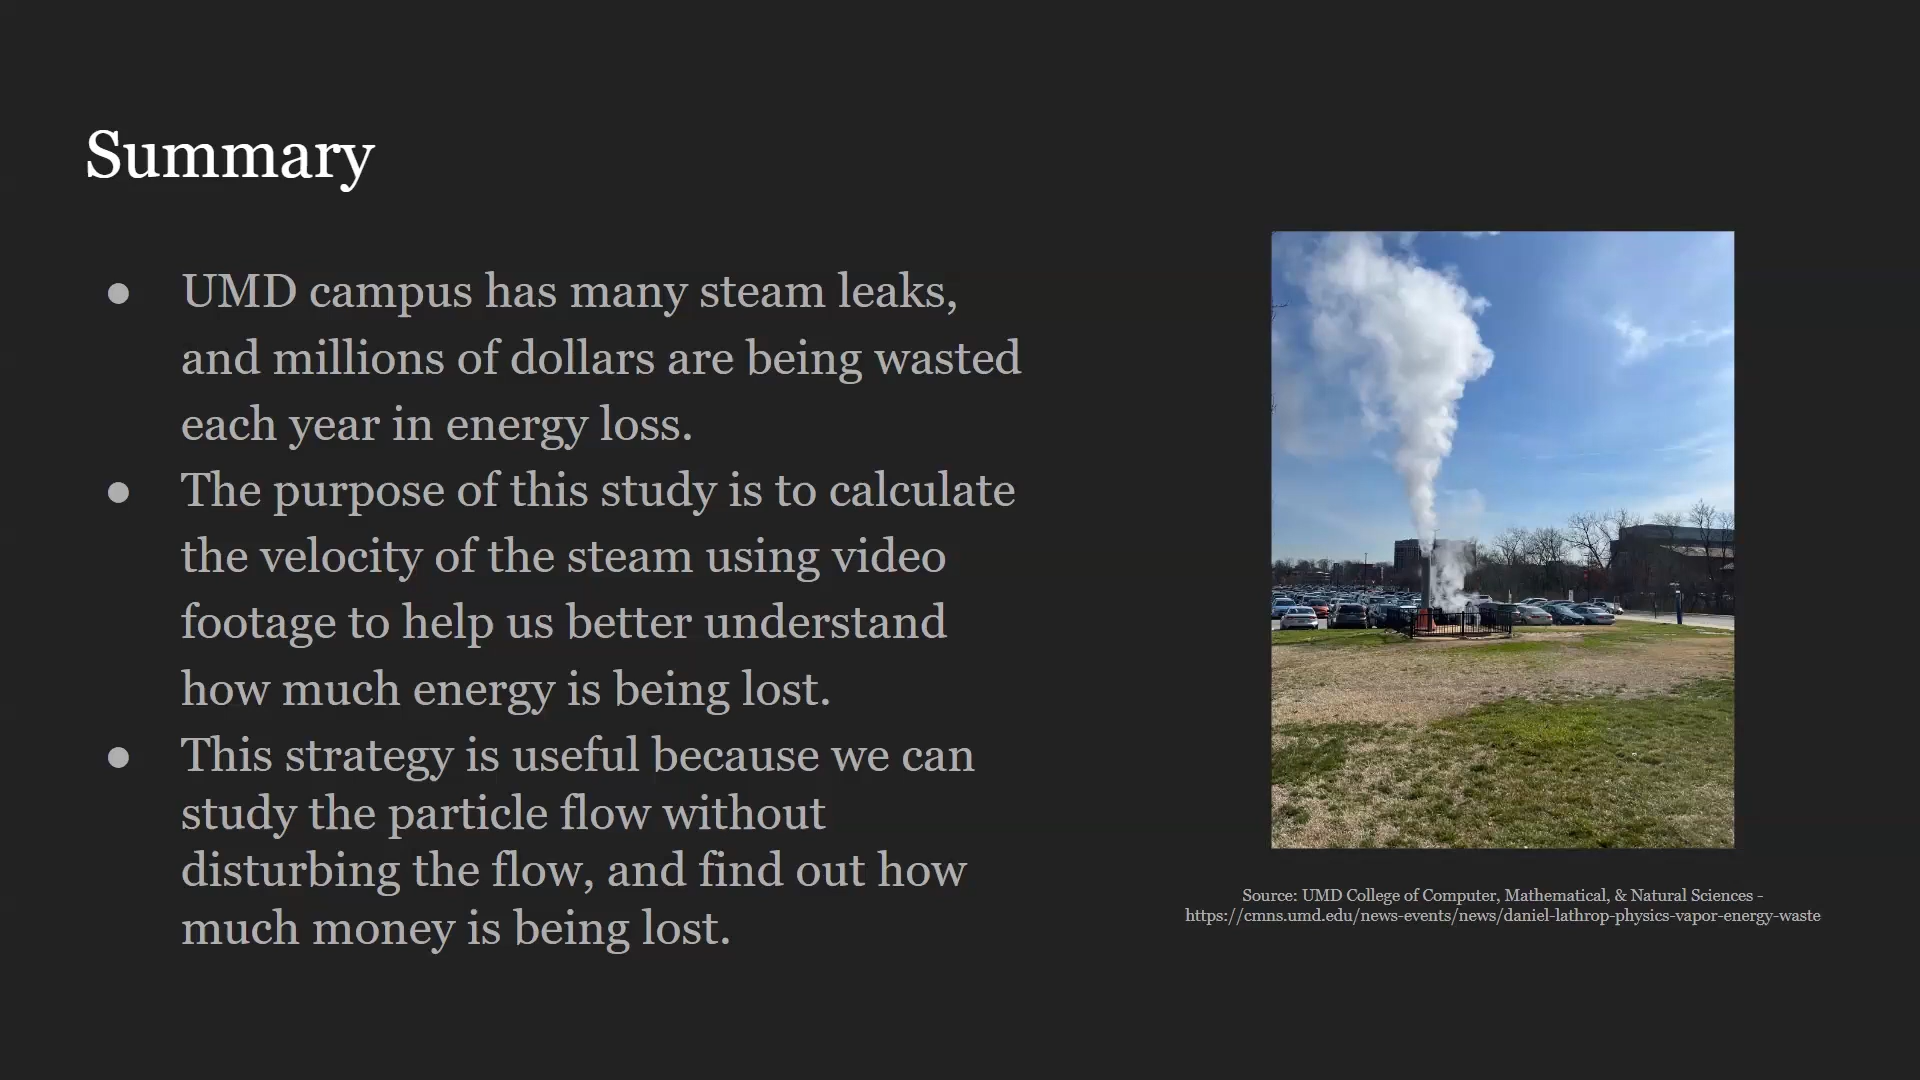 Summary
● UMD campus has many steam leaks,
and millions of dollars are being wasted
each year in energy loss.
● The purpose of this study is to calculate
the velocity of the steam using video
footage to help us better understand
how much energy is being lost.
● This strategy is useful because we can
study the particle flow without
disturbing the flow, and find out how
much money is being lost.
Source: UMD College of Computer, Mathematical, & Natural Sciences -
https://cmns.umd.edu/news-events/news/daniel-lathrop-physics-vapor-energy-waste